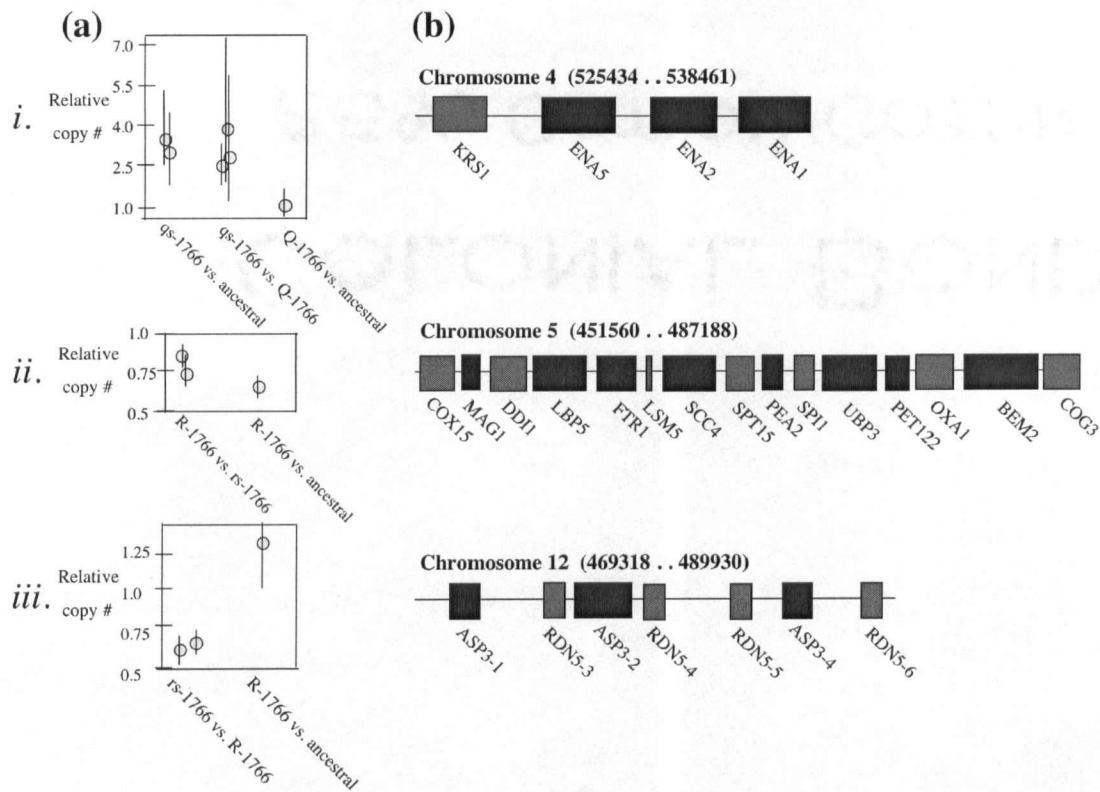 (a)
(b)
i.
Relative
copy #
7.0
5.5
4.0
2.5
1.0
qs-1766 vs. ancestral
qs-1766 vs. Q-1766
Q-1766 vs. ancestral
Chromosome 4 (525434 . . 538461)
KRS1
ENA5
ENA2
ENA1
ii.
Relative
copy #
1.0
0.75
0.5
R-1766 vs. rs-1766
R-1766 vs. ancestral
Chromosome 5 (451560 . . 487188)
COX15
MAG1
DDI1
LBP5
FTR1
LSM5
SCC4
SPT15
PEA2
SPI1
UBP3
PET122
OXA1
BEM2
COG3
iii.
Relative
copy #
1.25
1.0
0.75
0.5
rs-1766 vs. R-1766
R-1766 vs. ancestral
Chromosome 12 (469318 . . 489930)
ASP3-1
RDN5-3
ASP3-2
RDN5-4
RDN5-5
ASP3-4
RDN5-6